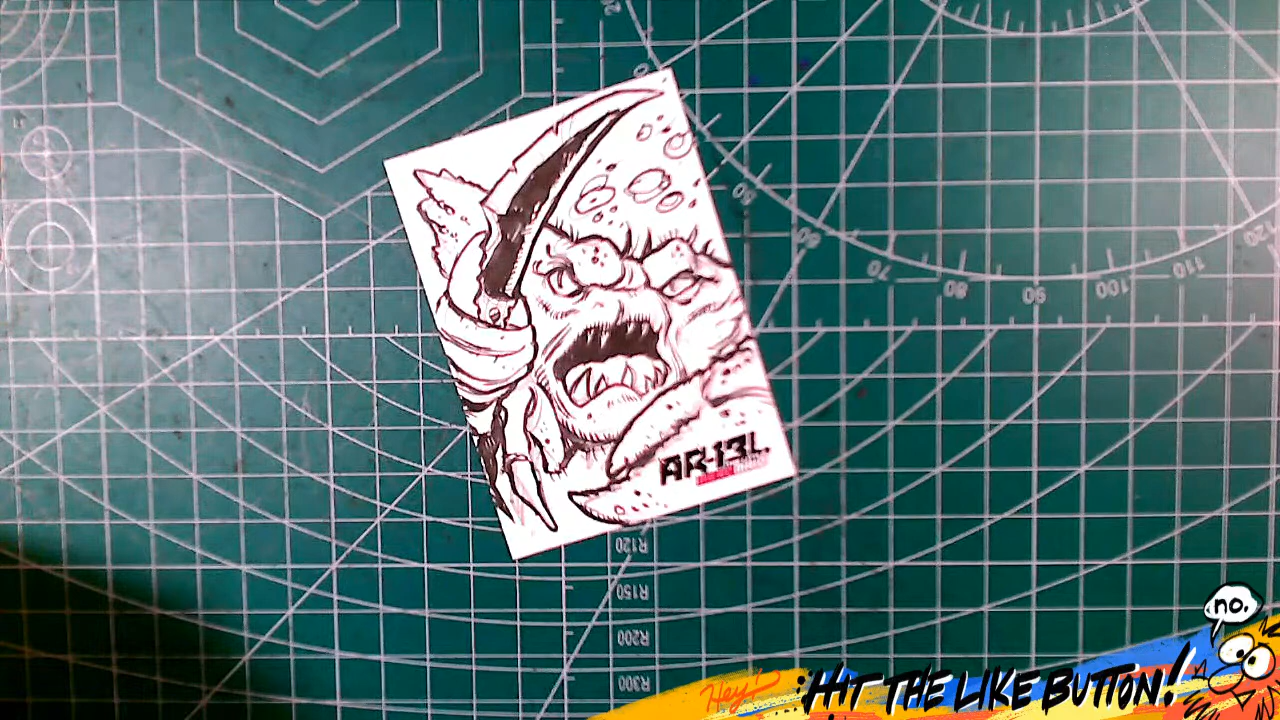 70
80
90
100
110
120
AR-13L.
R120
R150
R200
R300
no.
Hey!
HIT THE LIKE BUTTON!